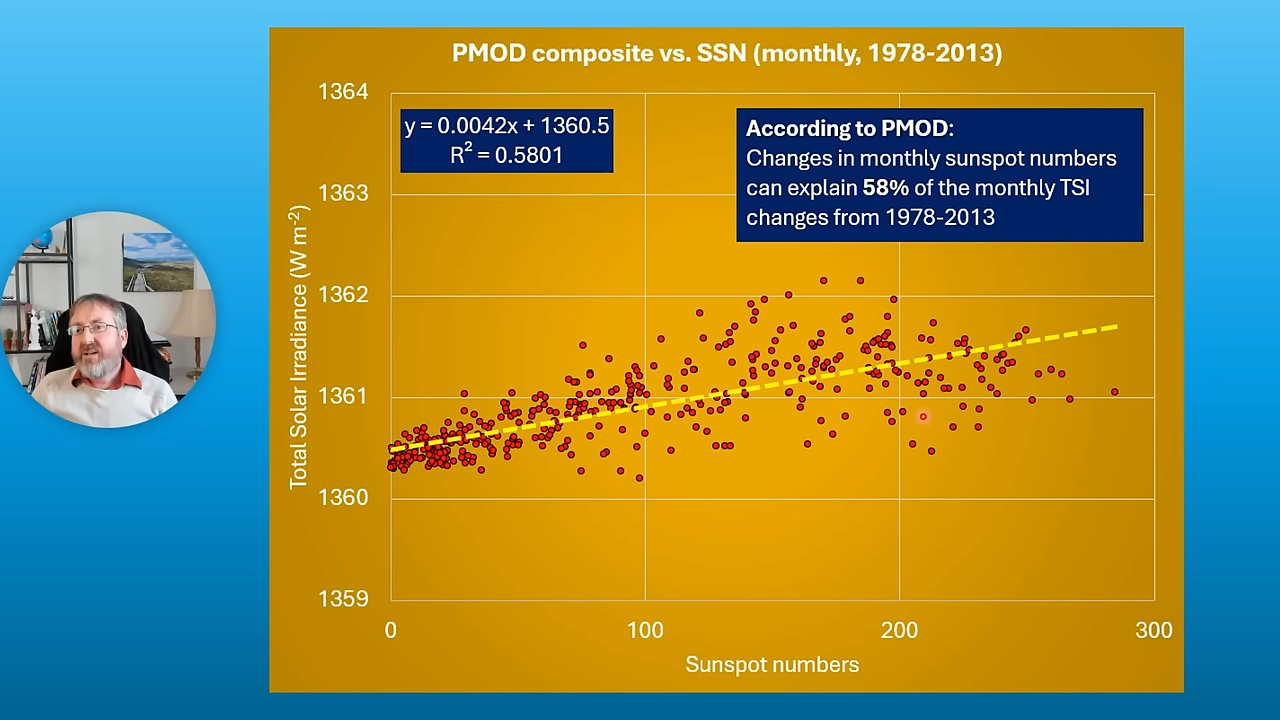 PMOD composite vs. SSN (monthly, 1978-2013)
1364
1363
1362
1361
1360
1359
Total Solar Irradiance (W m⁻²)
y = 0.0042x + 1360.5
R² = 0.5801
According to PMOD:
Changes in monthly sunspot numbers
can explain 58% of the monthly TSI
changes from 1978-2013
0 100 200 300
Sunspot numbers